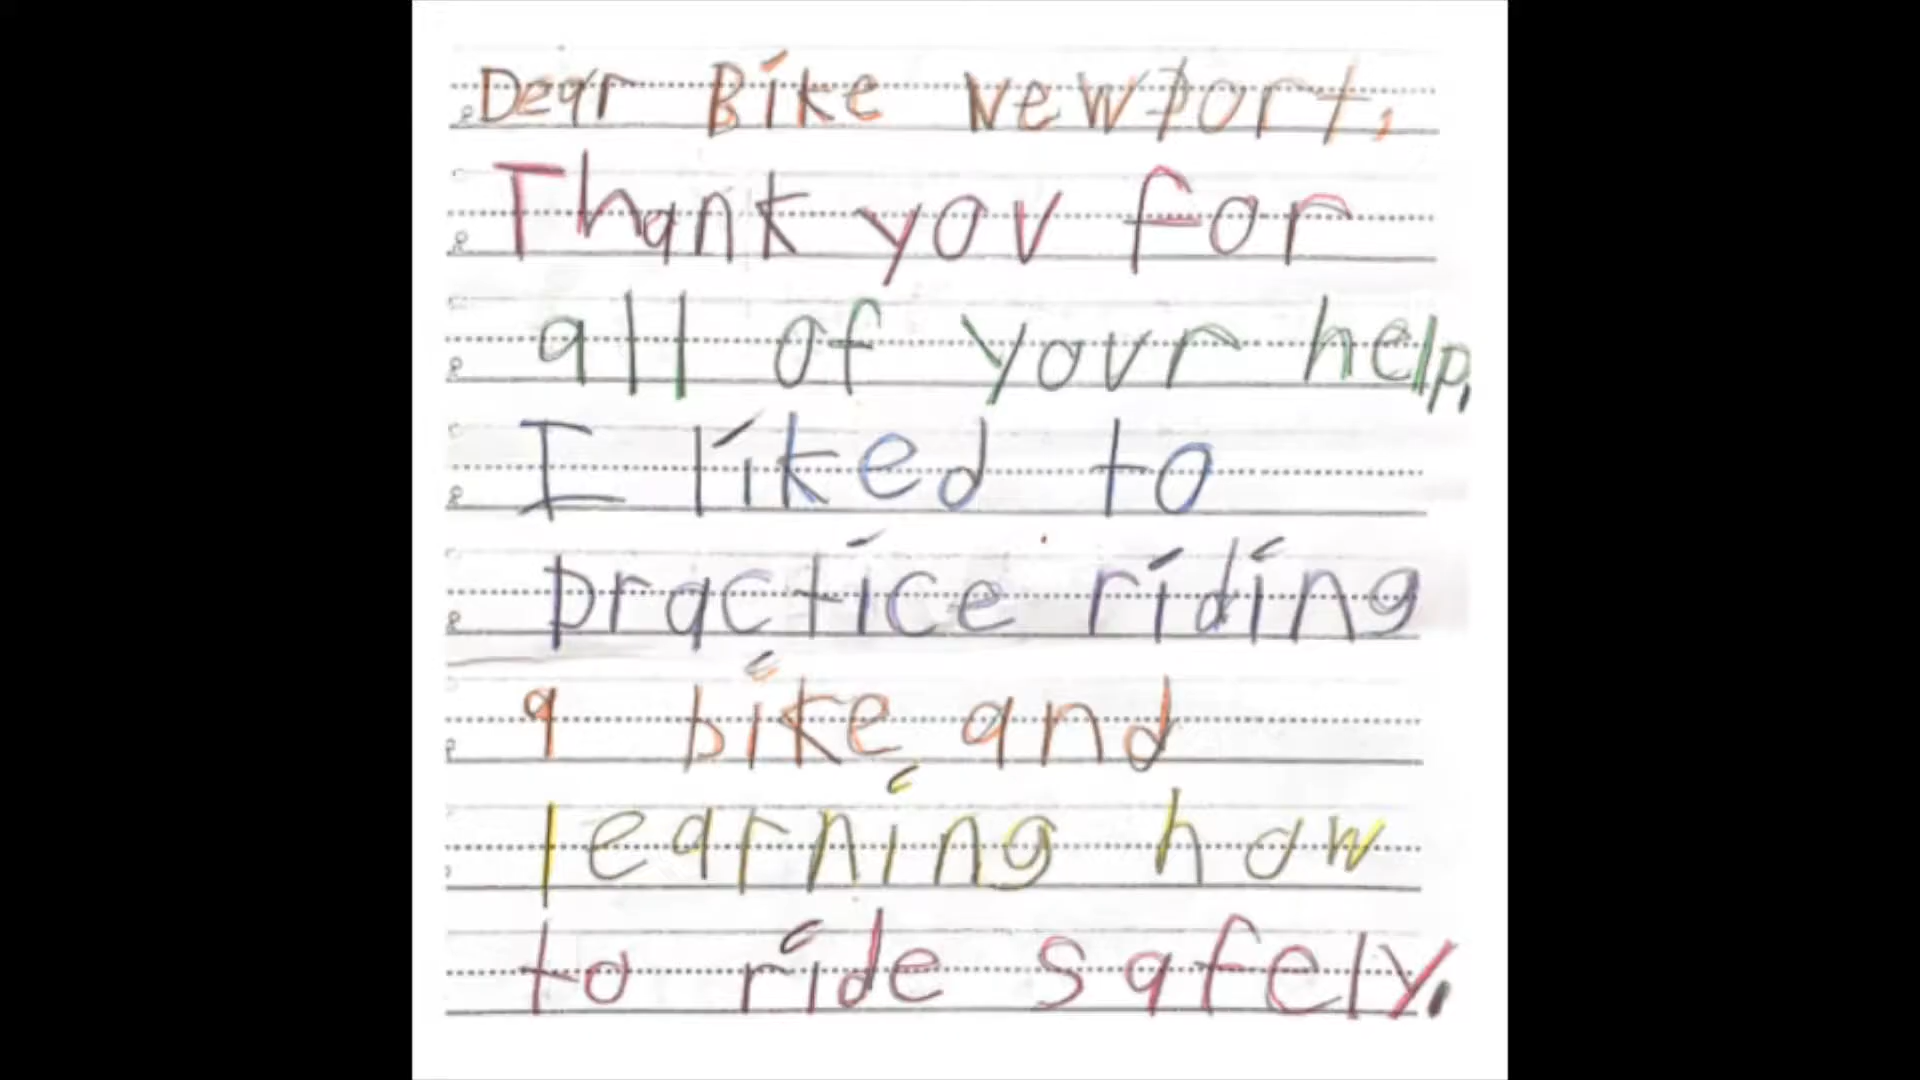 Dear Bike Newport,
Thank you for
all of your help.
I liked to
practice riding
a bike and
learning how
to ride safely.